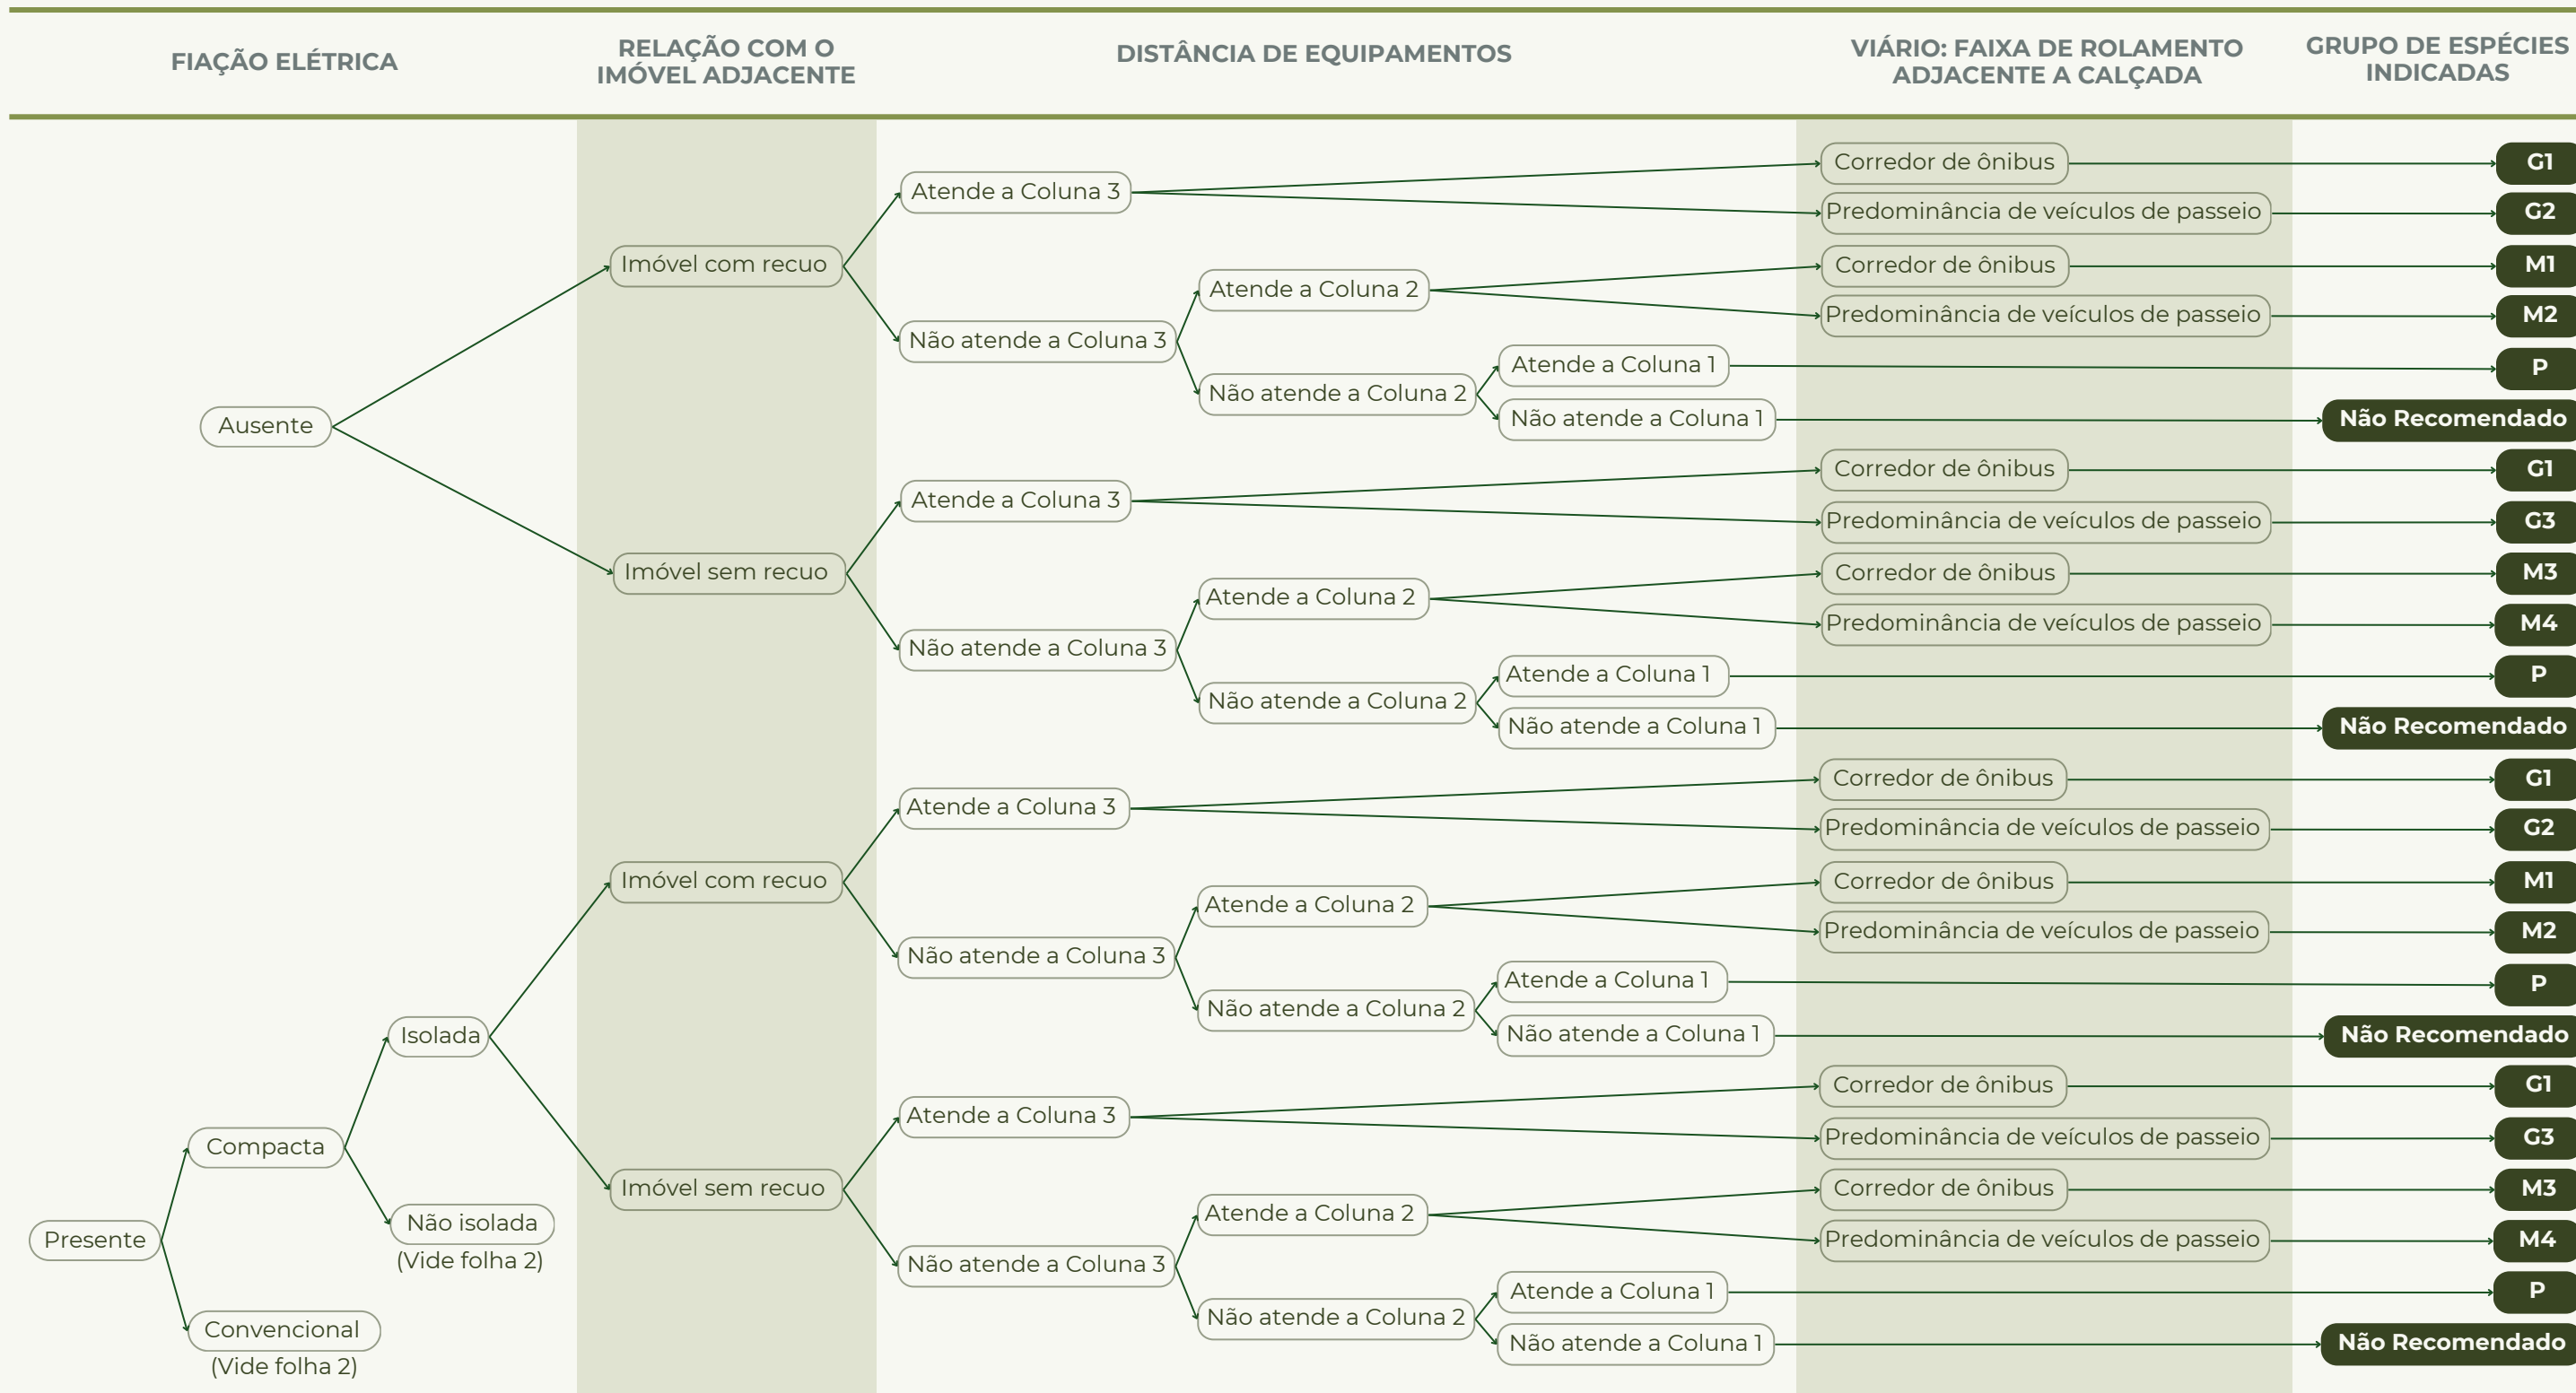 FIAÇÃO ELÉTRICA
RELAÇÃO COM O
IMÓVEL ADJACENTE
DISTÂNCIA DE EQUIPAMENTOS
VIÁRIO: FAIXA DE ROLAMENTO
ADJACENTE A CALÇADA
GRUPO DE ESPÉCIES
INDICADAS
Corredor de ônibus
G1
Atende a Coluna 3
Predominância de veículos de passeio
G2
Imóvel com recuo
Corredor de ônibus
M1
Atende a Coluna 2
Predominância de veículos de passeio
M2
Não atende a Coluna 3
Atende a Coluna 1
P
Não atende a Coluna 2
Não atende a Coluna 1
Não Recomendado
Ausente
Corredor de ônibus
G1
Atende a Coluna 3
Predominância de veículos de passeio
G3
Imóvel sem recuo
Corredor de ônibus
M3
Atende a Coluna 2
Predominância de veículos de passeio
M4
Não atende a Coluna 3
Atende a Coluna 1
P
Não atende a Coluna 2
Não atende a Coluna 1
Não Recomendado
Corredor de ônibus
G1
Atende a Coluna 3
Predominância de veículos de passeio
G2
Imóvel com recuo
Corredor de ônibus
M1
Atende a Coluna 2
Predominância de veículos de passeio
M2
Não atende a Coluna 3
Atende a Coluna 1
P
Não atende a Coluna 2
Não atende a Coluna 1
Não Recomendado
Isolada
Corredor de ônibus
G1
Atende a Coluna 3
Predominância de veículos de passeio
G3
Compacta
Imóvel sem recuo
Corredor de ônibus
M3
Atende a Coluna 2
Não isolada
(Vide folha 2)
Presente
Predominância de veículos de passeio
M4
Não atende a Coluna 3
Atende a Coluna 1
P
Não atende a Coluna 2
Não atende a Coluna 1
Não Recomendado
Convencional
(Vide folha 2)